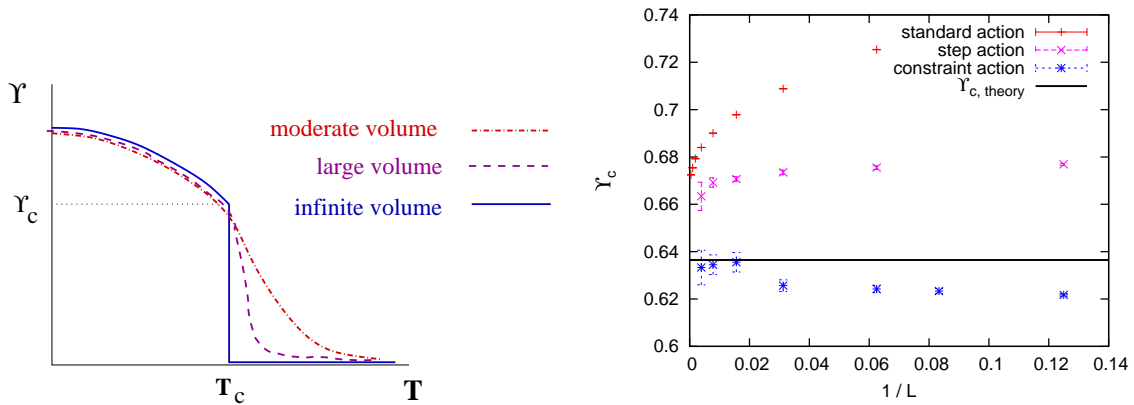 ϒ
moderate volume
large volume
ϒc
infinite volume
Tc
T
0.74
0.72
0.7
0.68
0.66
0.64
0.62
0.6
ϒc
standard action
step action
constraint action
ϒc, theory
0
0.02
0.04
0.06
0.08
0.1
0.12
0.14
1 / L